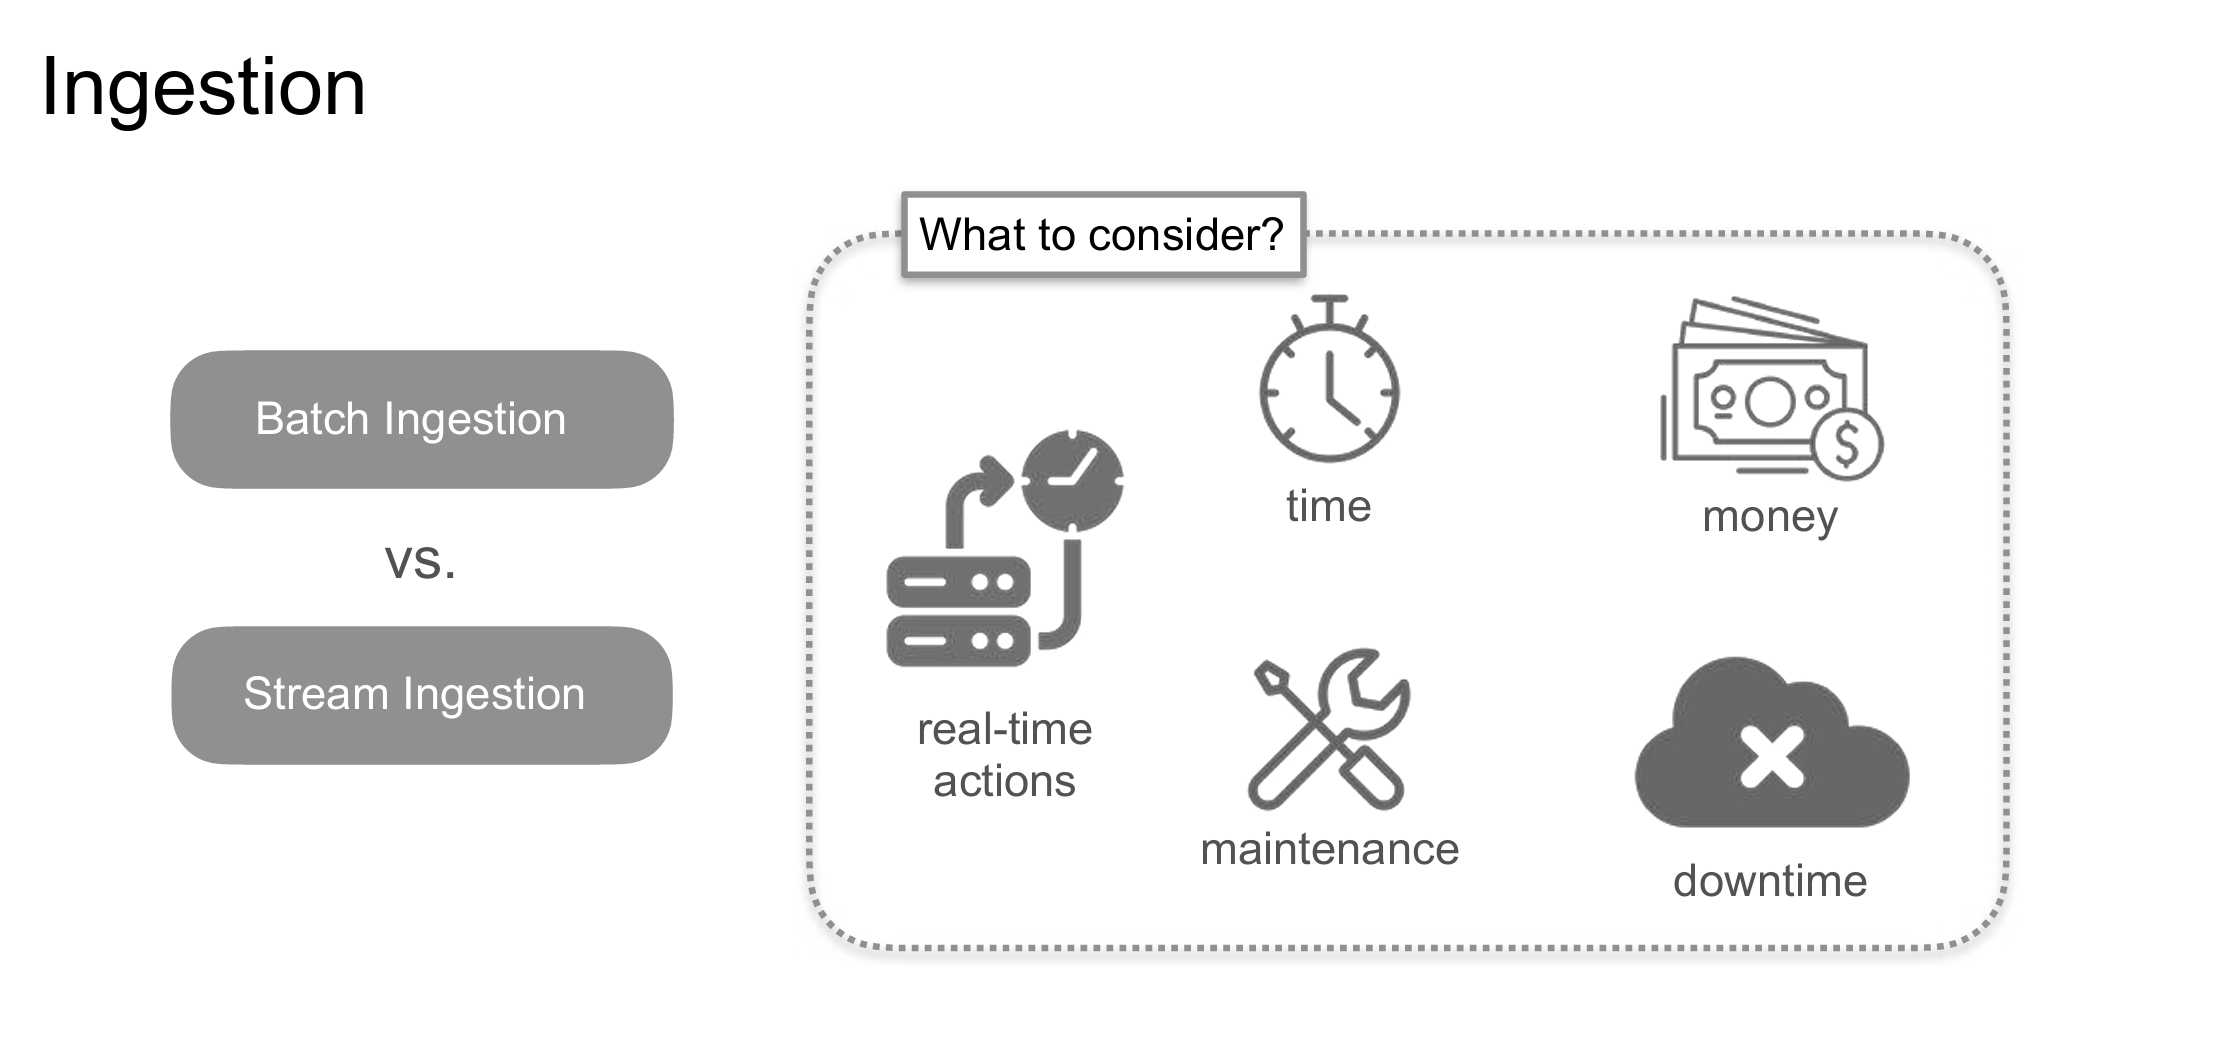 Ingestion
What to consider?
Batch Ingestion
vs.
Stream Ingestion
real-time
actions
time
money
$
maintenance
downtime